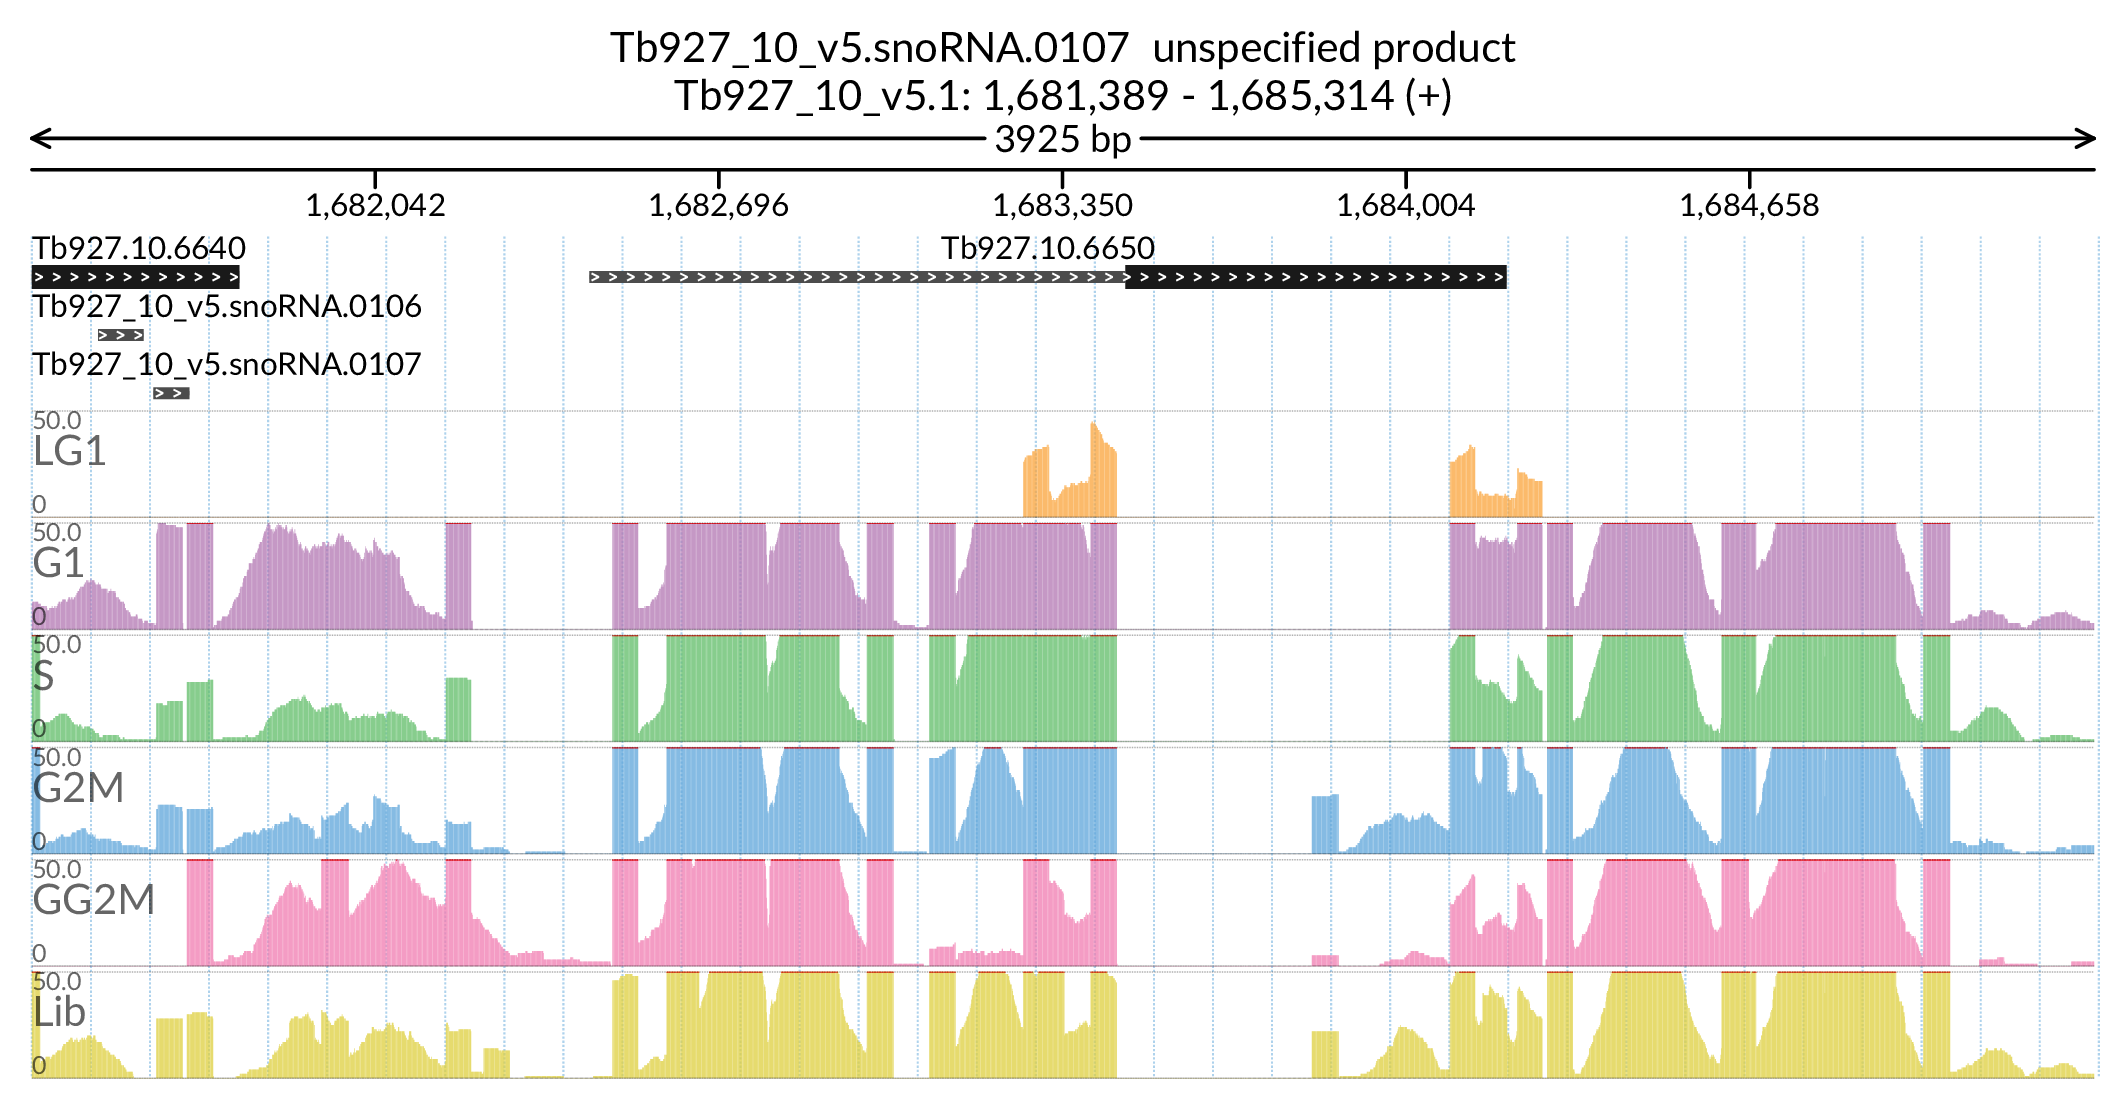 Tb927_10_v5.snoRNA.0107 unspecified product
Tb927_10_v5.1: 1,681,389 - 1,685,314 (+)
3925 bp
1,682,042 1,682,696 1,683,350 1,684,004 1,684,658
Tb927.10.6640 Tb927.10.6650
Tb927_10_v5.snoRNA.0106
Tb927_10_v5.snoRNA.0107
50.0
LG1
0
50.0
G1
0
50.0
S
0
50.0
G2M
0
50.0
GG2M
0
50.0
Lib
0